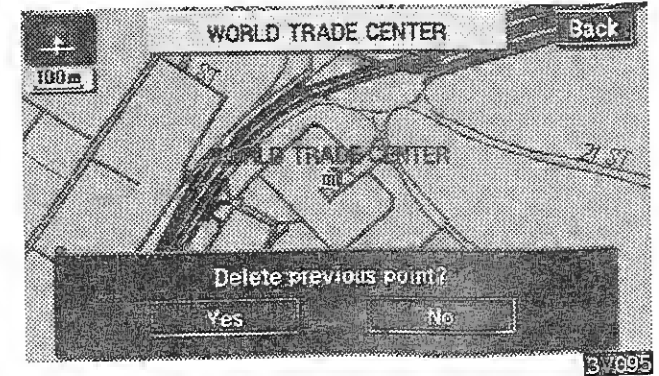 WORLD TRADE CENTER
Back
100m
ST
WORLD TRADE CENTER
21 ST
Delete previous point?
Yes
No
3V095